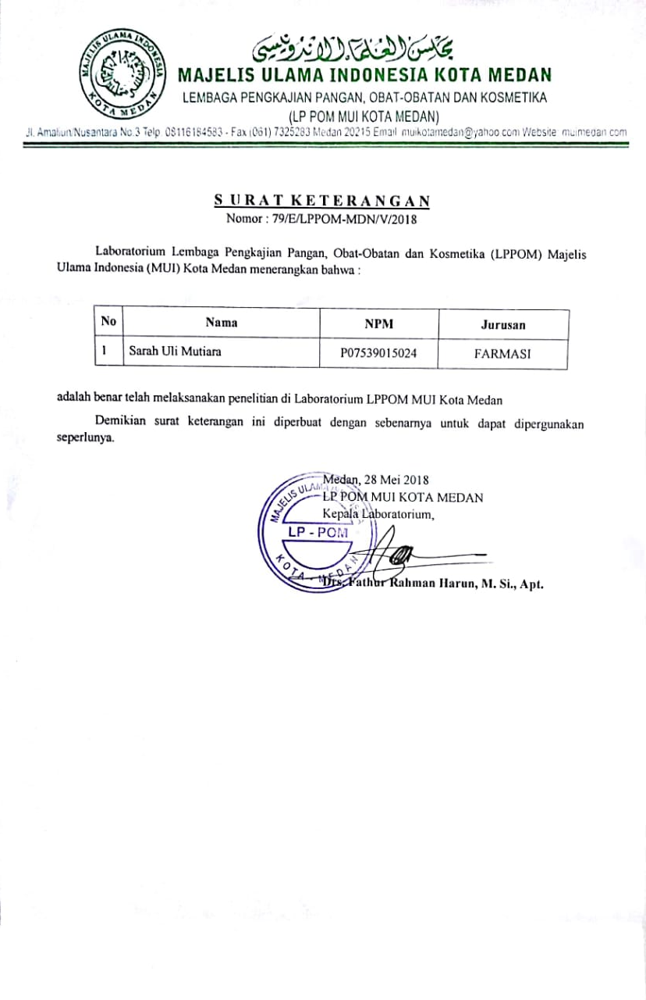 MAJELIS ULAMA INDONESIA
KOTA MEDAN
مجلس العلماء الاندونيسي
MAJELIS ULAMA INDONESIA KOTA MEDAN
LEMBAGA PENGKAJIAN PANGAN, OBAT-OBATAN DAN KOSMETIKA
(LP POM MUI KOTA MEDAN)
Jl. Amaliun/Nusantara No.3 Telp. 08116184583 - Fax (061) 7325283 Medan 20215 Email muikotamedan@yahoo.com Website muimedan.com
SURAT KETERANGAN
Nomor : 79/E/LPPOM-MDN/V/2018
Laboratorium Lembaga Pengkajian Pangan, Obat-Obatan dan Kosmetika (LPPOM) Majelis
Ulama Indonesia (MUI) Kota Medan menerangkan bahwa :
No Nama NPM Jurusan
1 Sarah Uli Mutiara P07539015024 FARMASI
adalah benar telah melaksanakan penelitian di Laboratorium LPPOM MUI Kota Medan
Demikian surat keterangan ini diperbuat dengan sebenarnya untuk dapat dipergunakan
seperlunya.
Medan, 28 Mei 2018
LP POM MUI KOTA MEDAN
Kepala Laboratorium,
MAJELIS ULAMA
LP - POM
KOTA - MEDAN
Drs. Fathur Rahman Harun, M. Si., Apt.